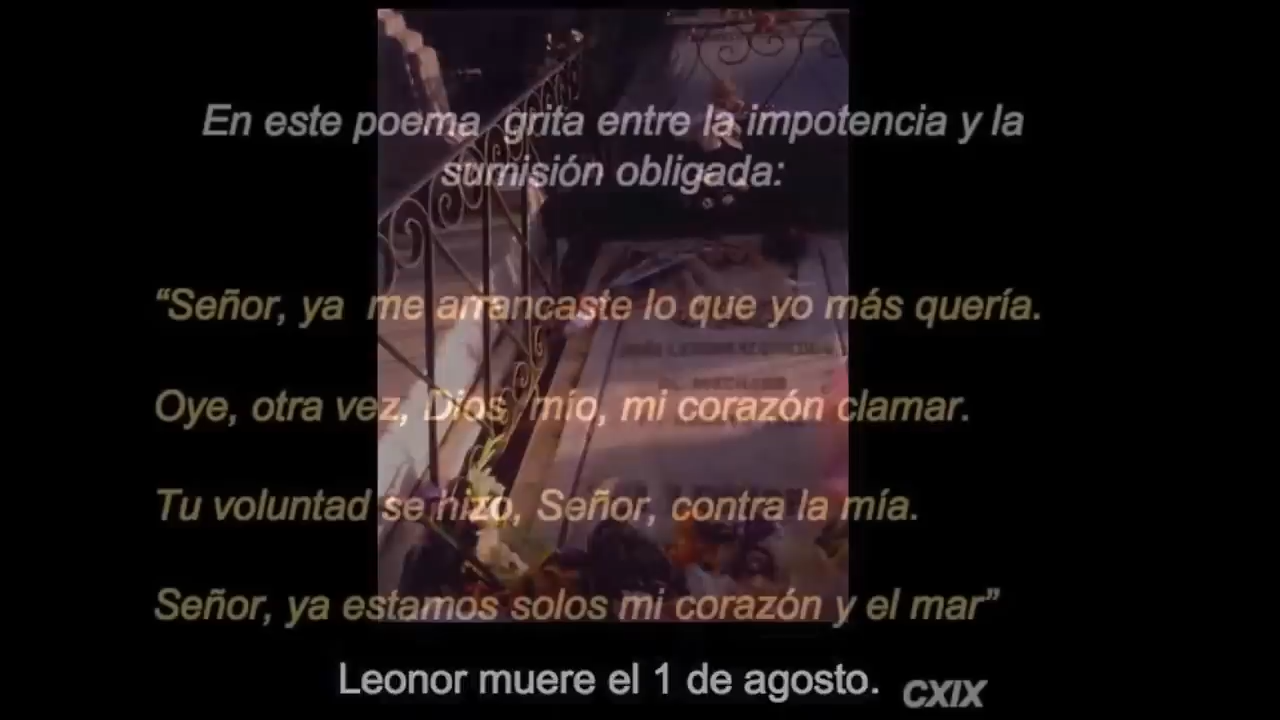 En este poema grita entre la impotencia y la
sumisión obligada:
“Señor, ya me arrancaste lo que yo más quería.
Oye, otra vez, Dios mío, mi corazón clamar.
Tu voluntad se hizo, Señor, contra la mía.
Señor, ya estamos solos mi corazón y el mar”
Leonor muere el 1 de agosto.
CXIX